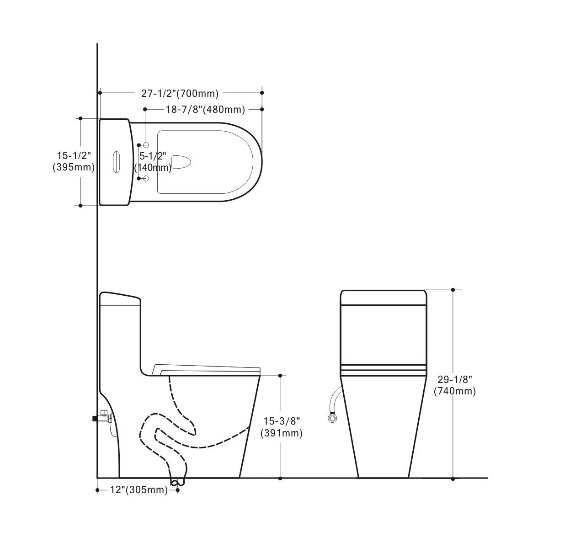 27-1/2"(700mm)
18-7/8"(480mm)
15-1/2"
(395mm)
5-1/2"
(140mm)
29-1/8"
(740mm)
15-3/8"
(391mm)
12"(305mm)